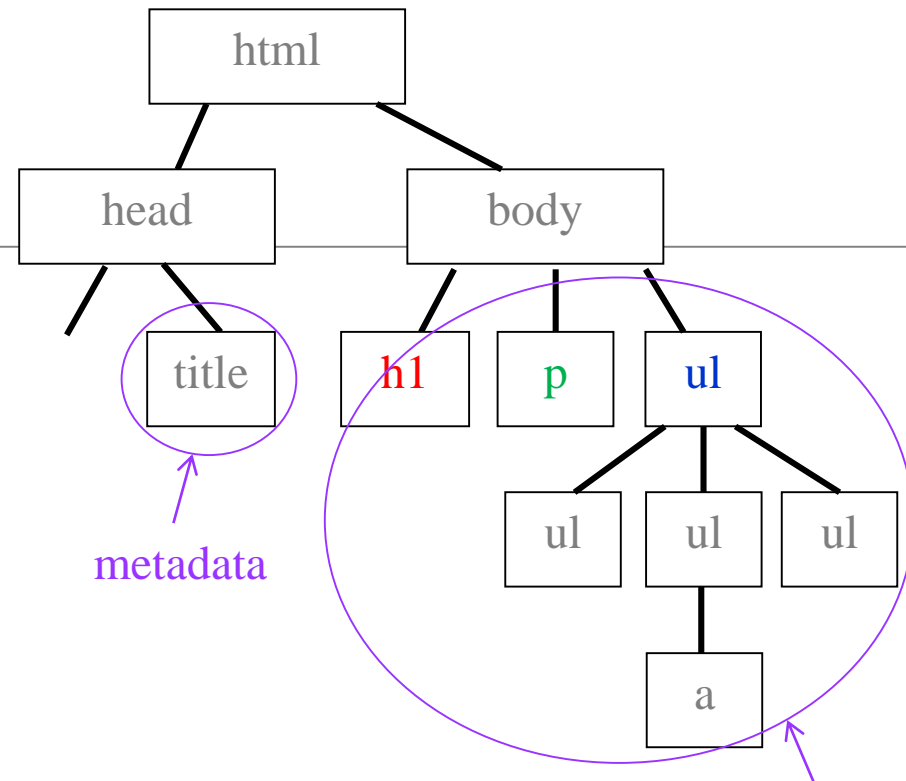 html
head body
title h1 p ul
ul ul ul
metadata
a